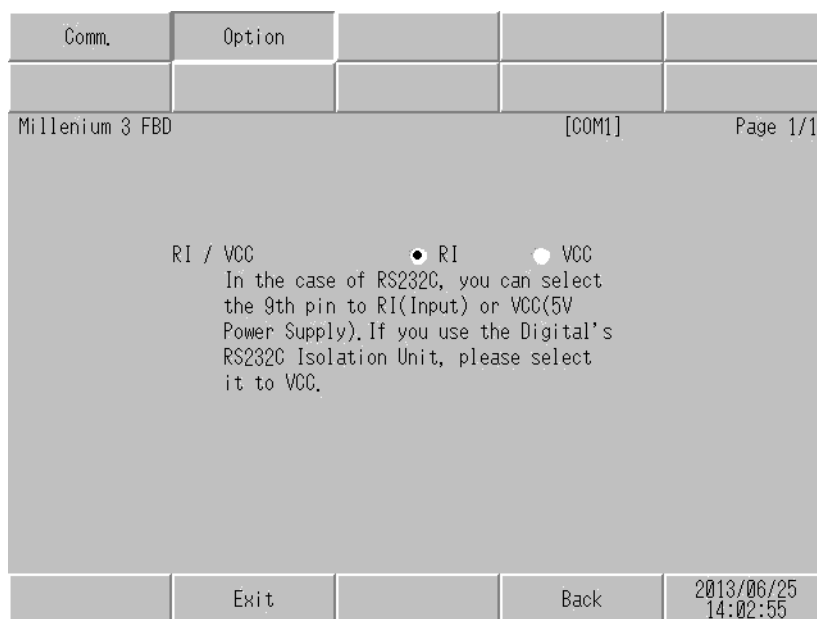 Comm. Option
Millenium 3 FBD [COM1] Page 1/1
RI / VCC RI VCC
In the case of RS232C, you can select
the 9th pin to RI(Input) or VCC(5V
Power Supply).If you use the Digital's
RS232C Isolation Unit, please select
it to VCC.
Exit Back 2013/06/25
14:02:55